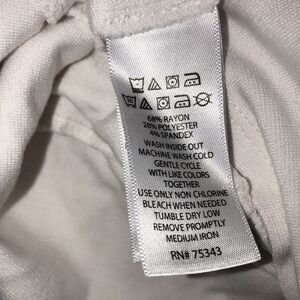 68% RAYON
28% POLYESTER
4% SPANDEX
WASH INSIDE OUT
MACHINE WASH COLD
GENTLE CYCLE
WITH LIKE COLORS
TOGETHER
USE ONLY NON CHLORINE
BLEACH WHEN NEEDED
TUMBLE DRY LOW
REMOVE PROMPTLY
MEDIUM IRON
RN# 75343